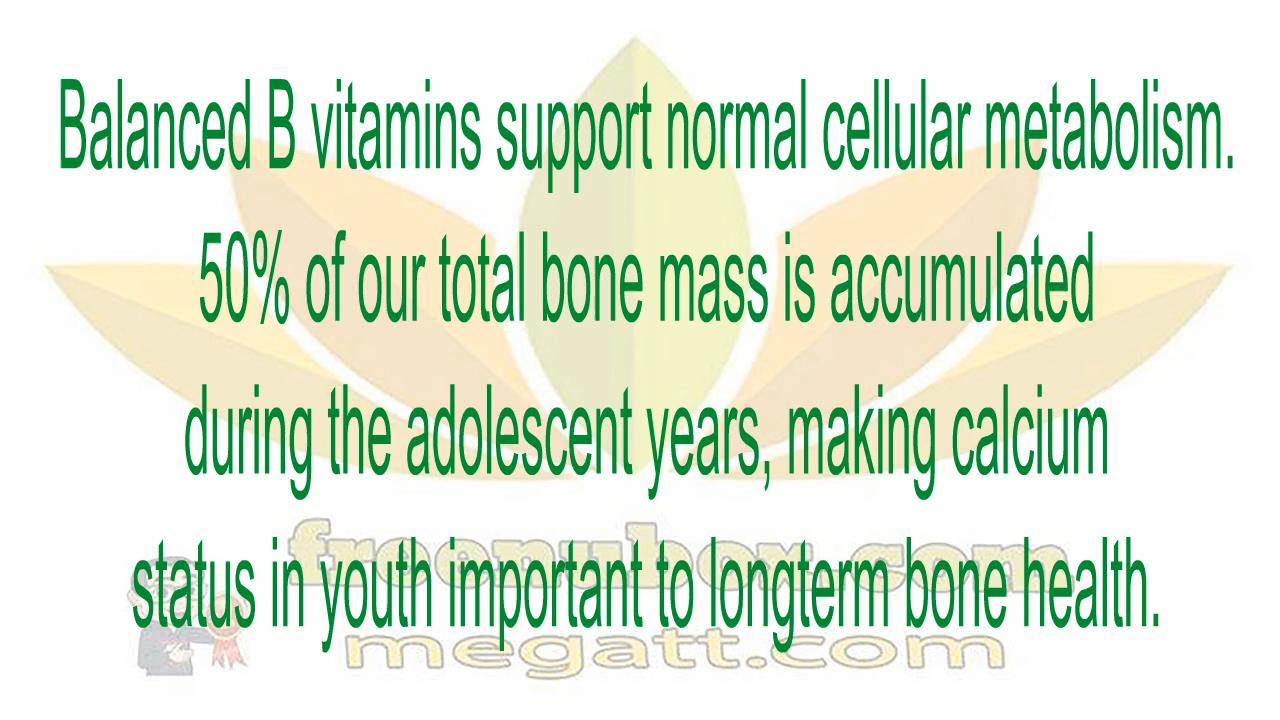 Balanced B vitamins support normal cellular metabolism.
50% of our total bone mass is accumulated
during the adolescent years, making calcium
status in youth important to longterm bone health.
freenubox.com
megatt.com